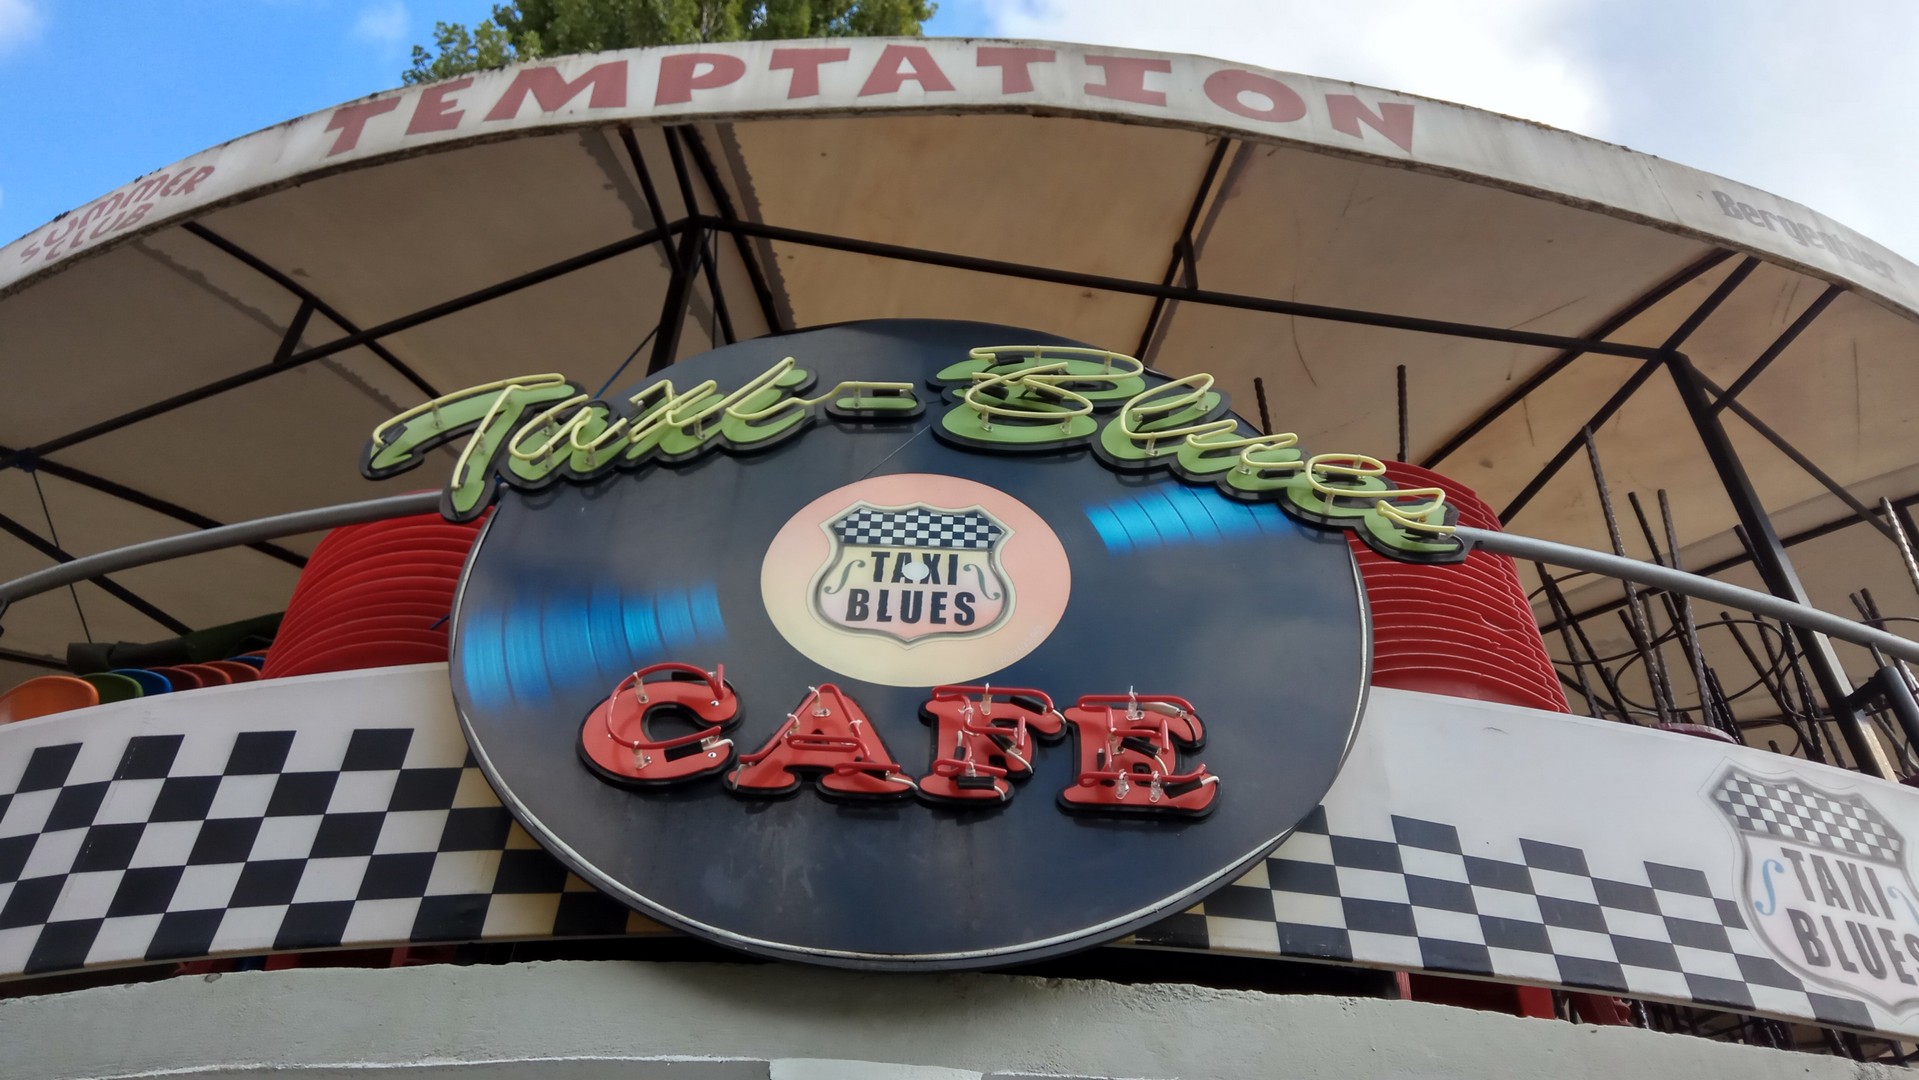 TEMPTATION
SUMMER
CLUB
Taxi-Blues
TAXI
BLUES
CAFE
TAXI
BLUES